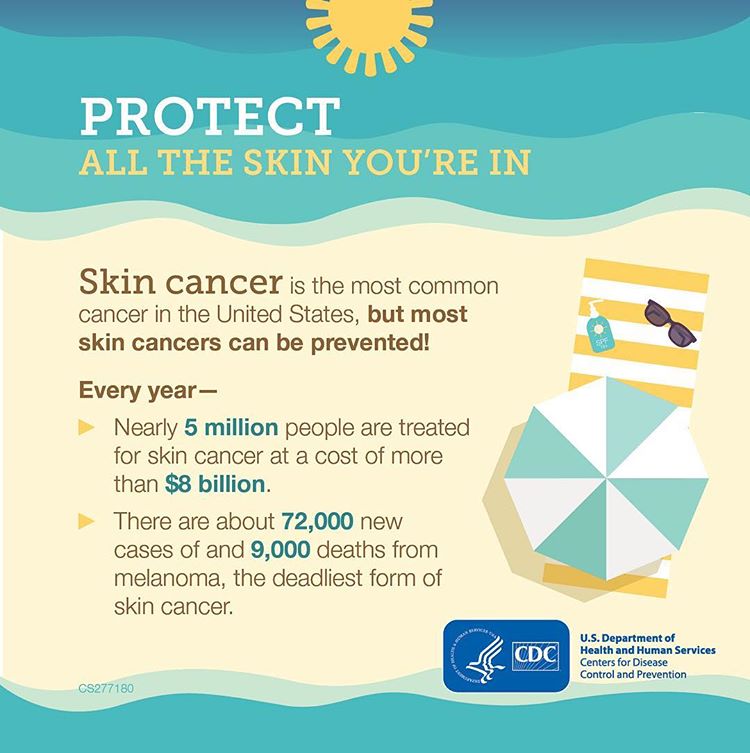 PROTECT
ALL THE SKIN YOU'RE IN
Skin cancer is the most common
cancer in the United States, but most
skin cancers can be prevented!
Every year—
Nearly 5 million people are treated
for skin cancer at a cost of more
than $8 billion.
There are about 72,000 new
cases of and 9,000 deaths from
melanoma, the deadliest form of
skin cancer.
SPF
CDC
U.S. Department of
Health and Human Services
Centers for Disease
Control and Prevention
CS277180